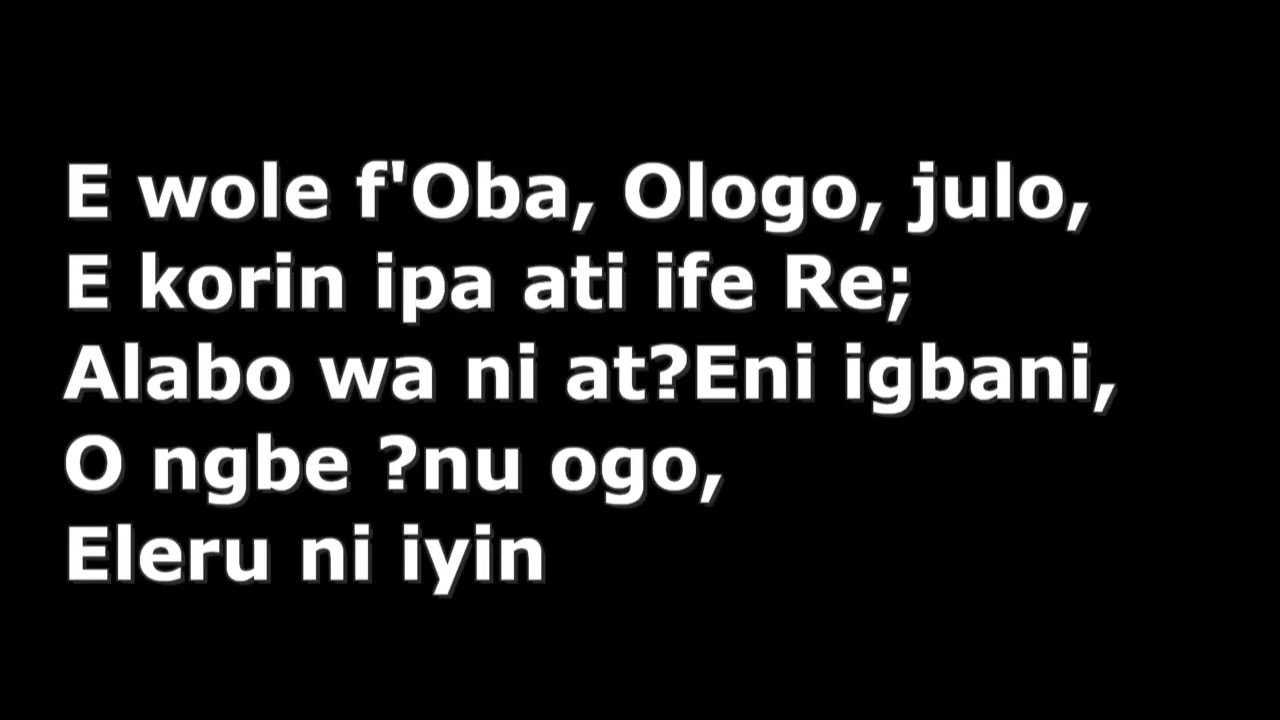 E wole f'Oba, Ologo, julo,
E korin ipa ati ife Re;
Alabo wa ni at?Eni igbani,
O ngbe ?nu ogo,
Eleru ni iyin